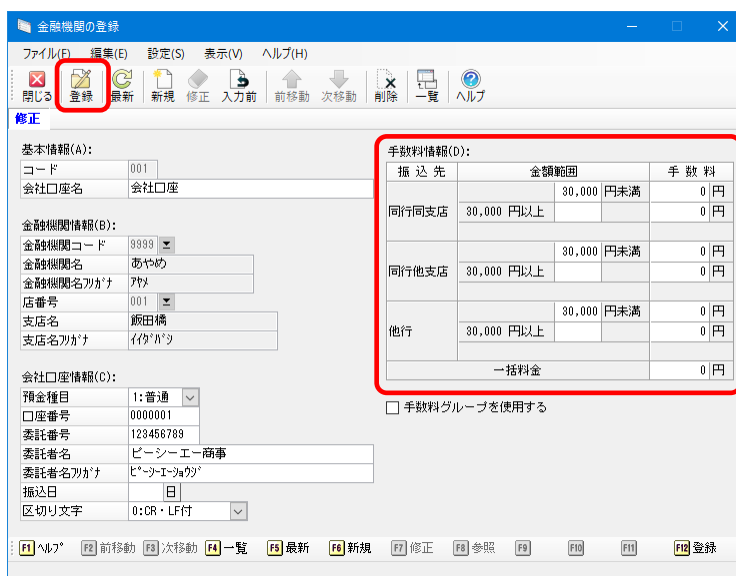 金融機関の登録
ファイル(F) 編集(E) 設定(S) 表示(V) ヘルプ(H)
閉じる 登録 最新 新規 修正 入力前 前移動 次移動 削除 一覧 ヘルプ
修正
基本情報(A):
コード 001
会社口座名 会社口座
金融機関情報(B):
金融機関コード 9999
金融機関名 あやめ
金融機関名フリガナ アヤメ
店番号 001
支店名 飯田橋
支店名フリガナ イイダバシ
会社口座情報(C):
預金種目 1:普通
口座番号 0000001
委託番号 123456789
委託者名 ピーシーエー商事
委託者名フリガナ ピーシーエーショウジ
振込日 日
区切り文字 0:CR・LF付
手数料情報(D):
振込先 金額範囲 手数料
30,000 円未満 0 円
同行同支店 30,000 円以上 0 円
30,000 円未満 0 円
同行他支店 30,000 円以上 0 円
30,000 円未満 0 円
他行 30,000 円以上 0 円
一括料金 0 円
手数料グループを使用する
F1 ヘルプ F2 前移動 F3 次移動 F4 一覧 F5 最新 F6 新規 F7 修正 F8 参照 F9 F10 F11 F12 登録